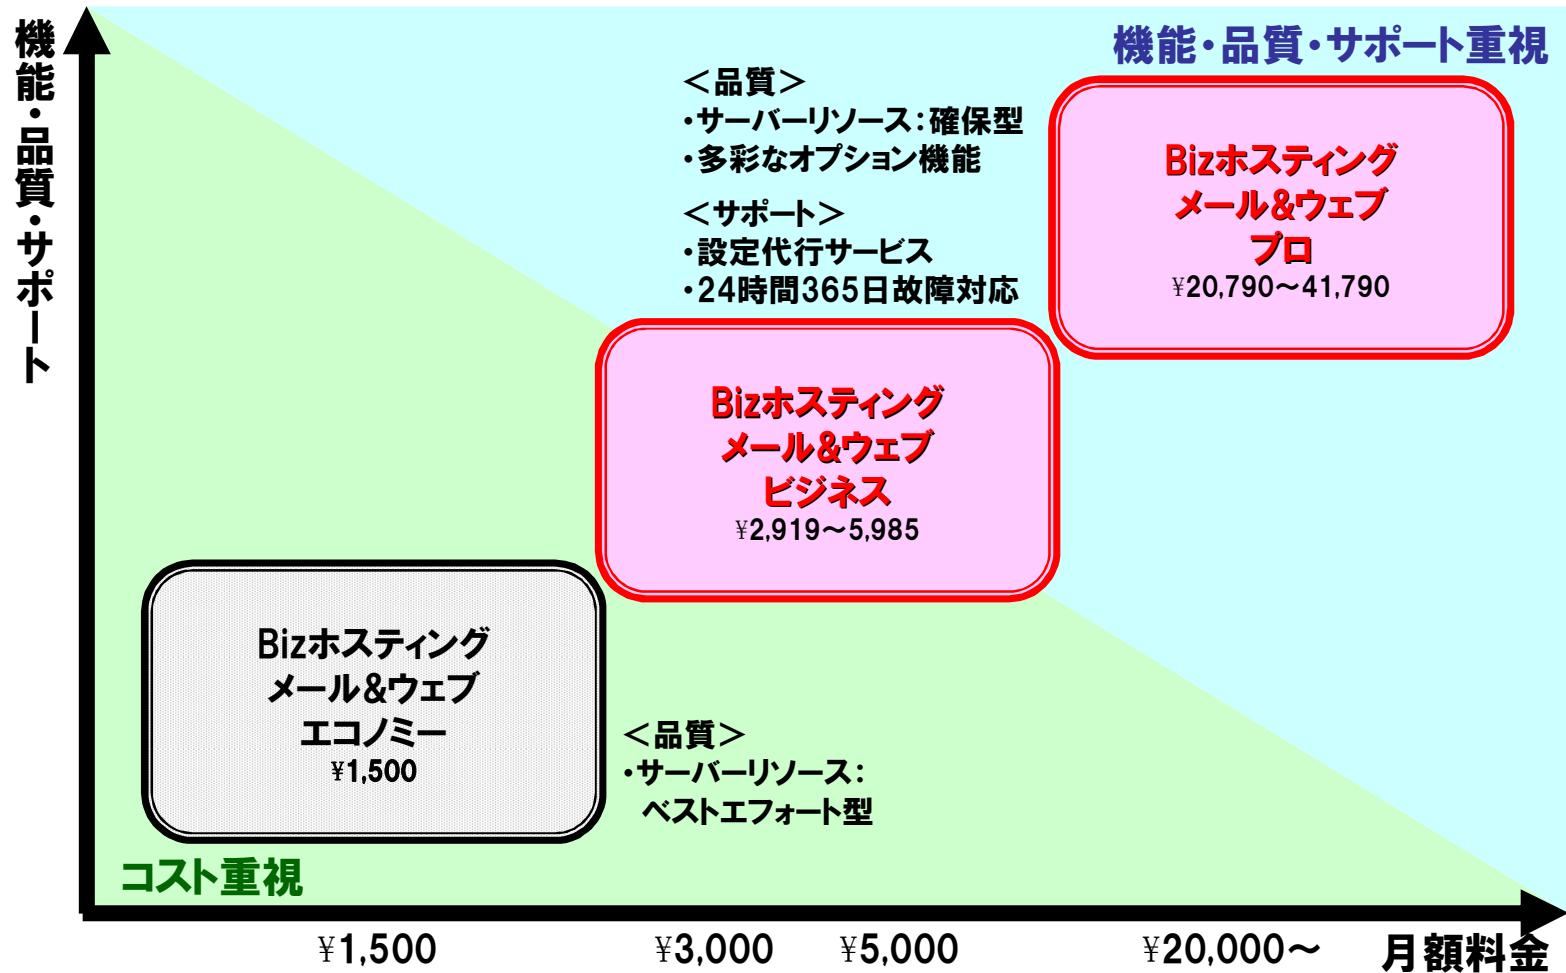 機能・品質・サポート
機能・品質・サポート重視
＜品質＞
・サーバーリソース：確保型
・多彩なオプション機能
＜サポート＞
・設定代行サービス
・24時間365日故障対応
Bizホスティング
メール&ウェブ
プロ
¥20,790～41,790
Bizホスティング
メール&ウェブ
ビジネス
¥2,919～5,985
Bizホスティング
メール&ウェブ
エコノミー
¥1,500
＜品質＞
・サーバーリソース：
ベストエフォート型
コスト重視
¥1,500
¥3,000
¥5,000
¥20,000～
月額料金